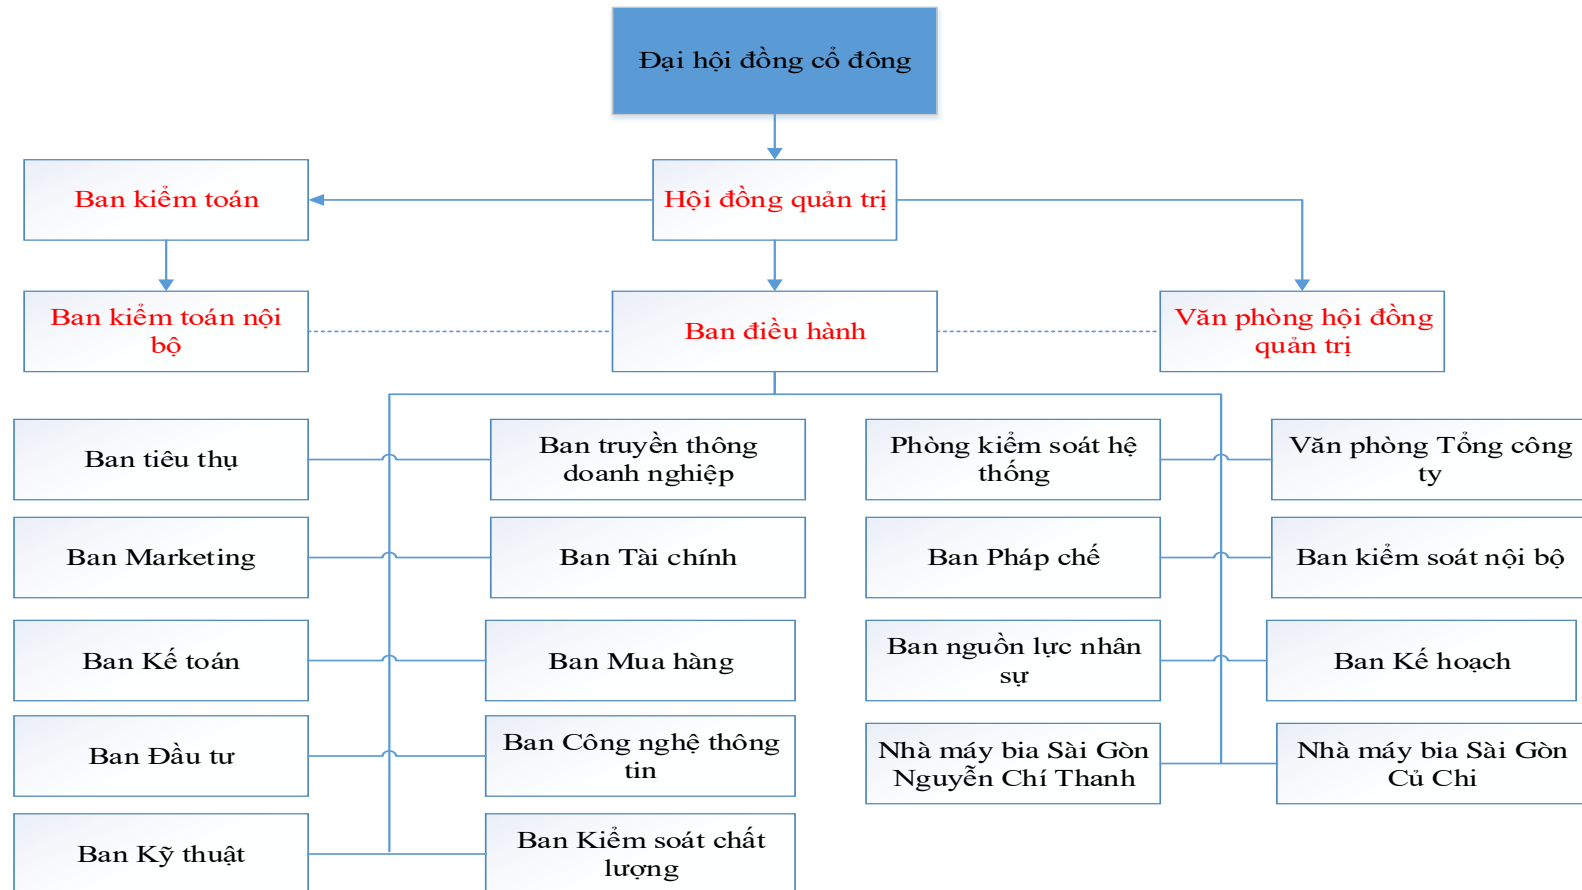 Đại hội đồng cổ đông
Ban kiểm toán
Hội đồng quản trị
Ban kiểm toán nội
bộ
Ban điều hành
Văn phòng hội đồng
quản trị
Ban tiêu thụ
Ban truyền thông
doanh nghiệp
Phòng kiểm soát hệ
thống
Văn phòng Tổng công
ty
Ban Marketing
Ban Tài chính
Ban Pháp chế
Ban kiểm soát nội bộ
Ban Kế toán
Ban Mua hàng
Ban nguồn lực nhân
sự
Ban Kế hoạch
Ban Đầu tư
Ban Công nghệ thông
tin
Nhà máy bia Sài Gòn
Nguyễn Chí Thanh
Nhà máy bia Sài Gòn
Củ Chi
Ban Kỹ thuật
Ban Kiểm soát chất
lượng